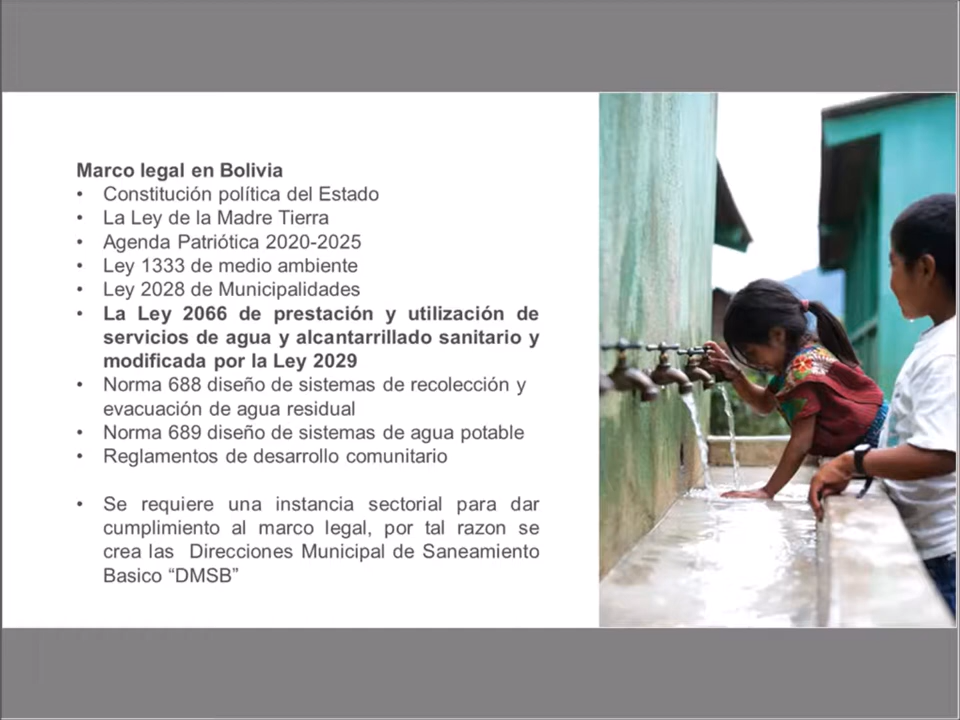 Marco legal en Bolivia
• Constitución política del Estado
• La Ley de la Madre Tierra
• Agenda Patriótica 2020-2025
• Ley 1333 de medio ambiente
• Ley 2028 de Municipalidades
• La Ley 2066 de prestación y utilización de
servicios de agua y alcantarrillado sanitario y
modificada por la Ley 2029
• Norma 688 diseño de sistemas de recolección y
evacuación de agua residual
• Norma 689 diseño de sistemas de agua potable
• Reglamentos de desarrollo comunitario
• Se requiere una instancia sectorial para dar
cumplimiento al marco legal, por tal razon se
crea las Direcciones Municipal de Saneamiento
Basico “DMSB”